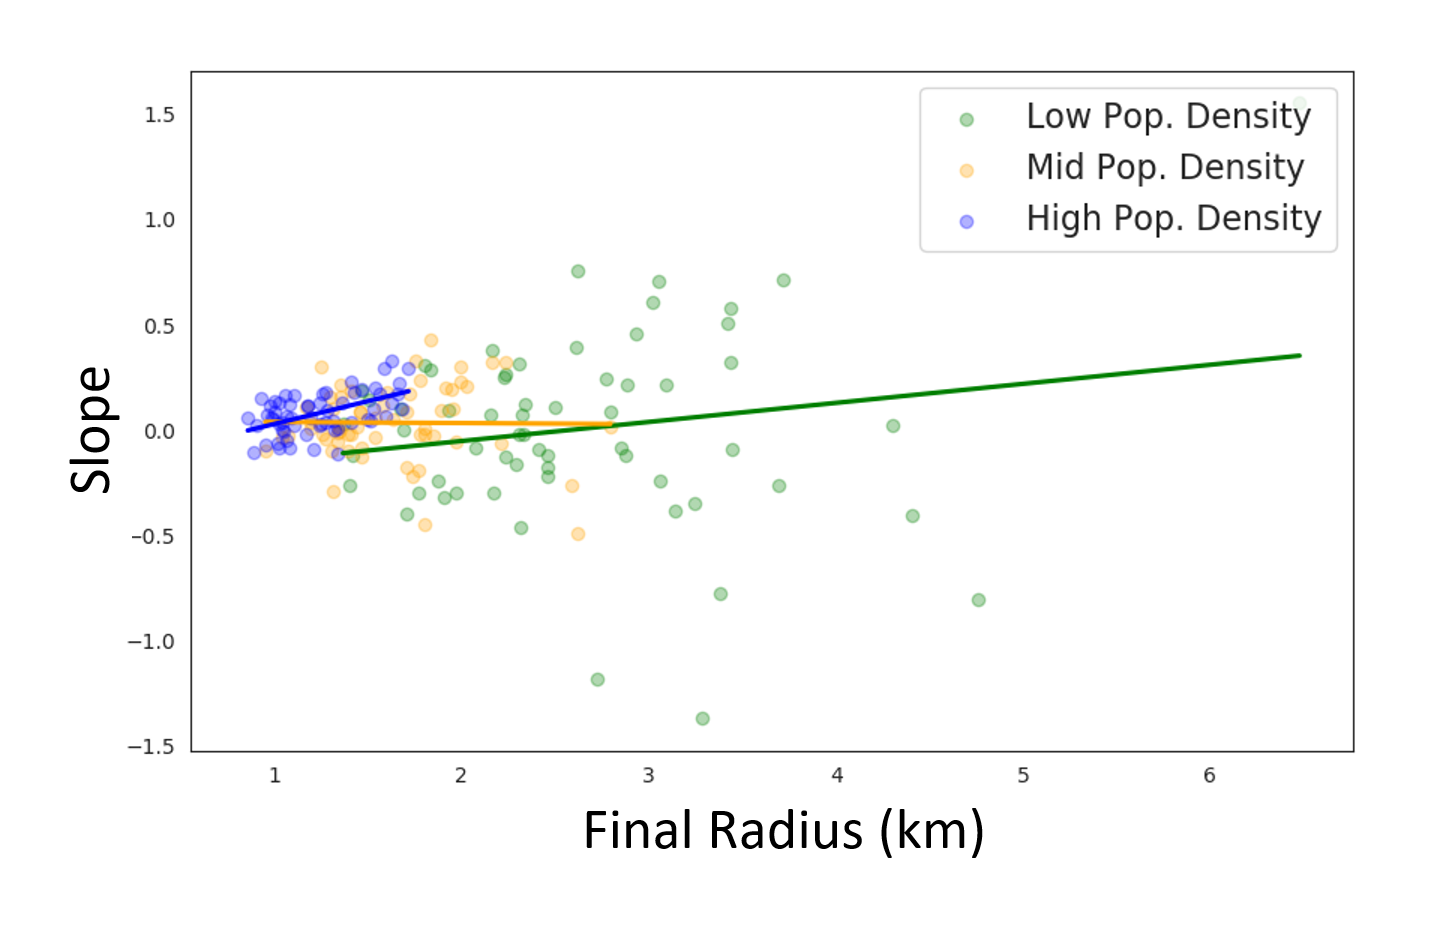 Low Pop. Density
Mid Pop. Density
High Pop. Density
1.5
1.0
0.5
0.0
−0.5
−1.0
−1.5
Slope
1 2 3 4 5 6
Final Radius (km)